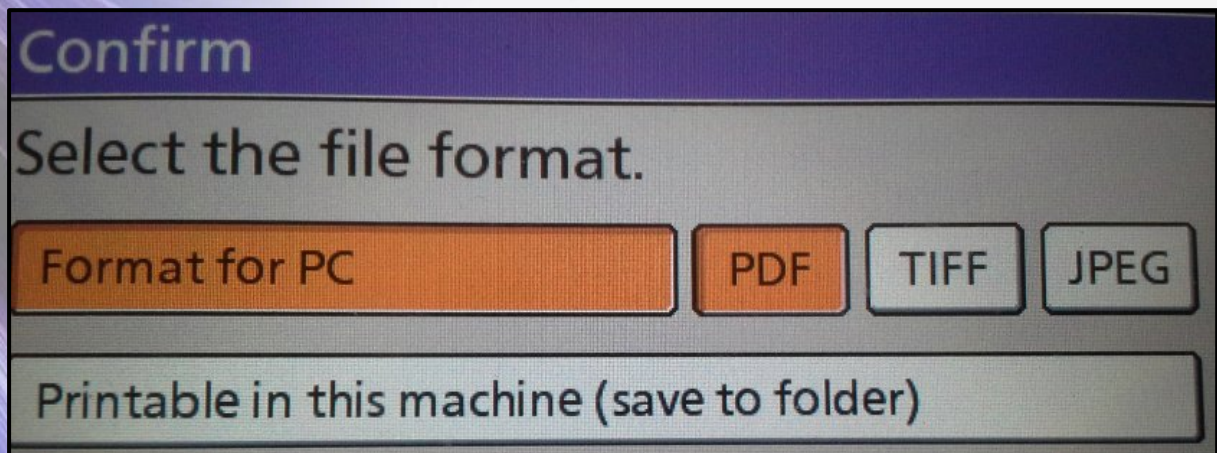 Confirm
Select the file format.
Format for PC PDF TIFF JPEG
Printable in this machine (save to folder)